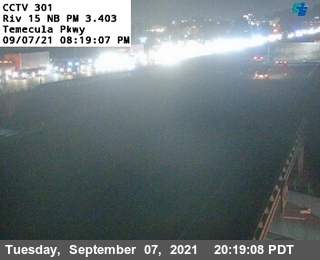 CCTV 301
Riv 15 NB PM 3.403
Temecula Pkwy
09/07/21 08:19:07 PM
Tuesday, September 07, 2021 20:19:08 PDT